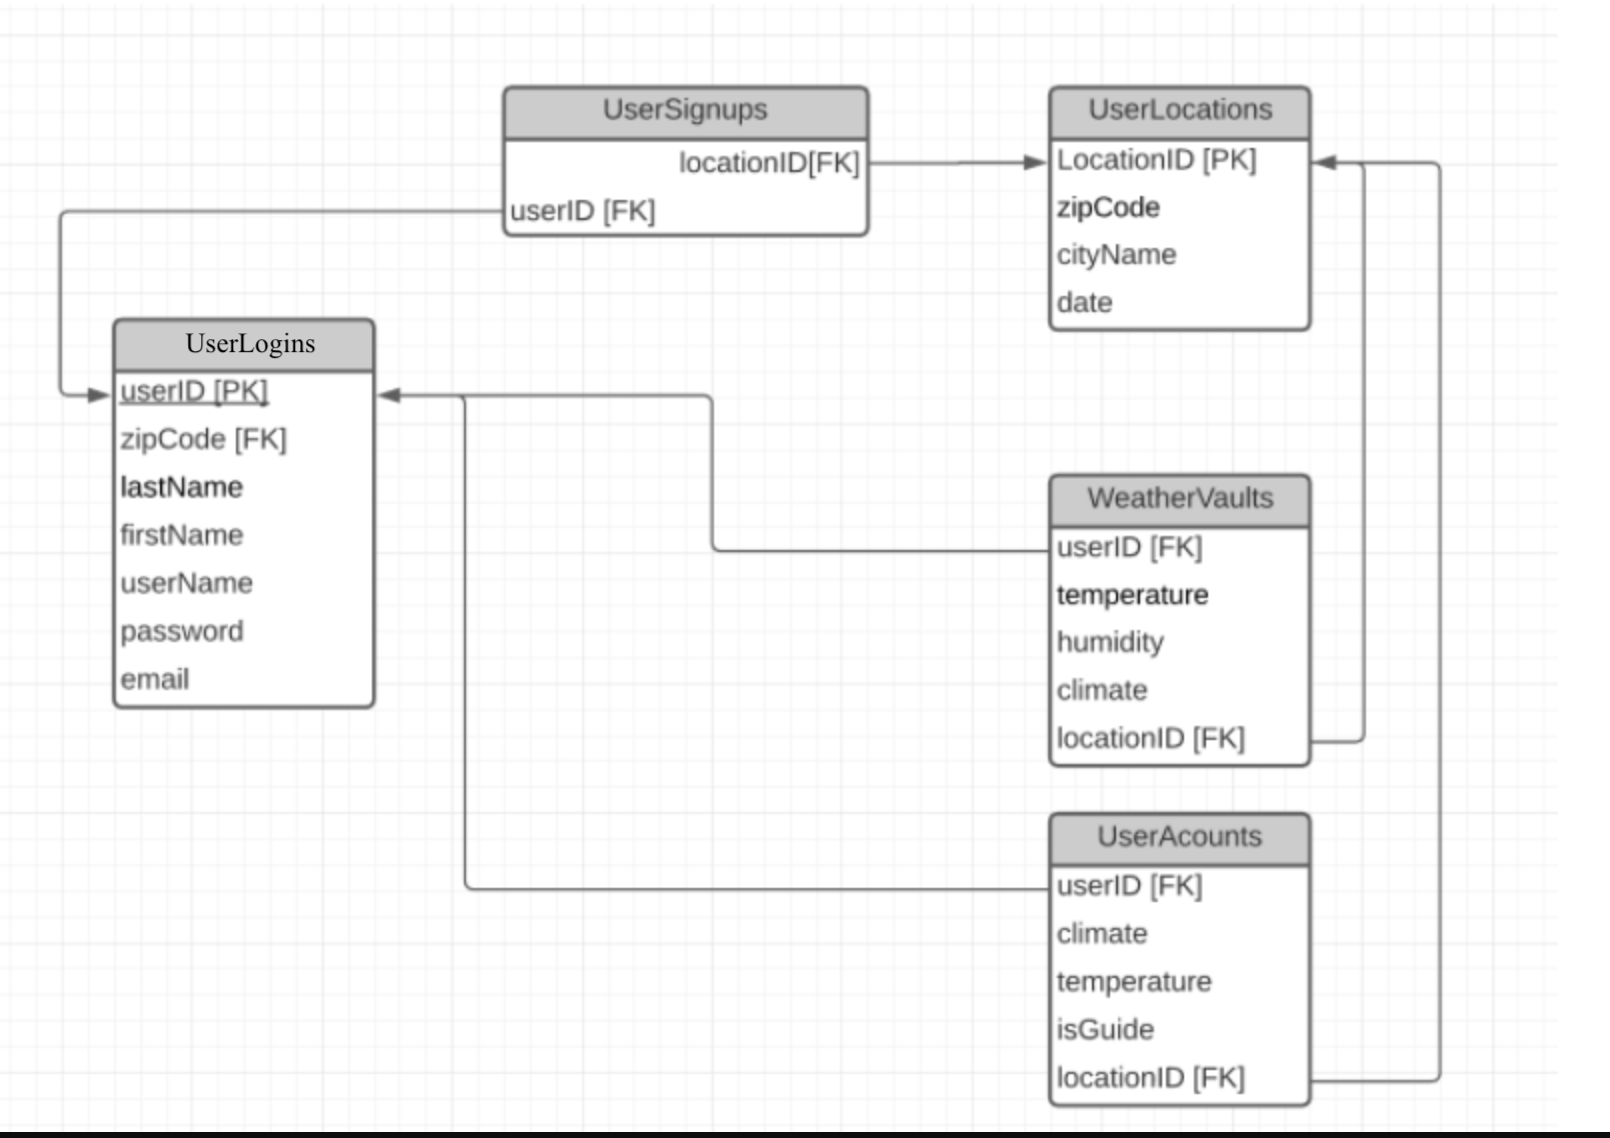 UserSignups
locationID[FK]
userID [FK]
UserLocations
LocationID [PK]
zipCode
cityName
date
UserLogins
userID [PK]
zipCode [FK]
lastName
firstName
userName
password
email
WeatherVaults
userID [FK]
temperature
humidity
climate
locationID [FK]
UserAcounts
userID [FK]
climate
temperature
isGuide
locationID [FK]